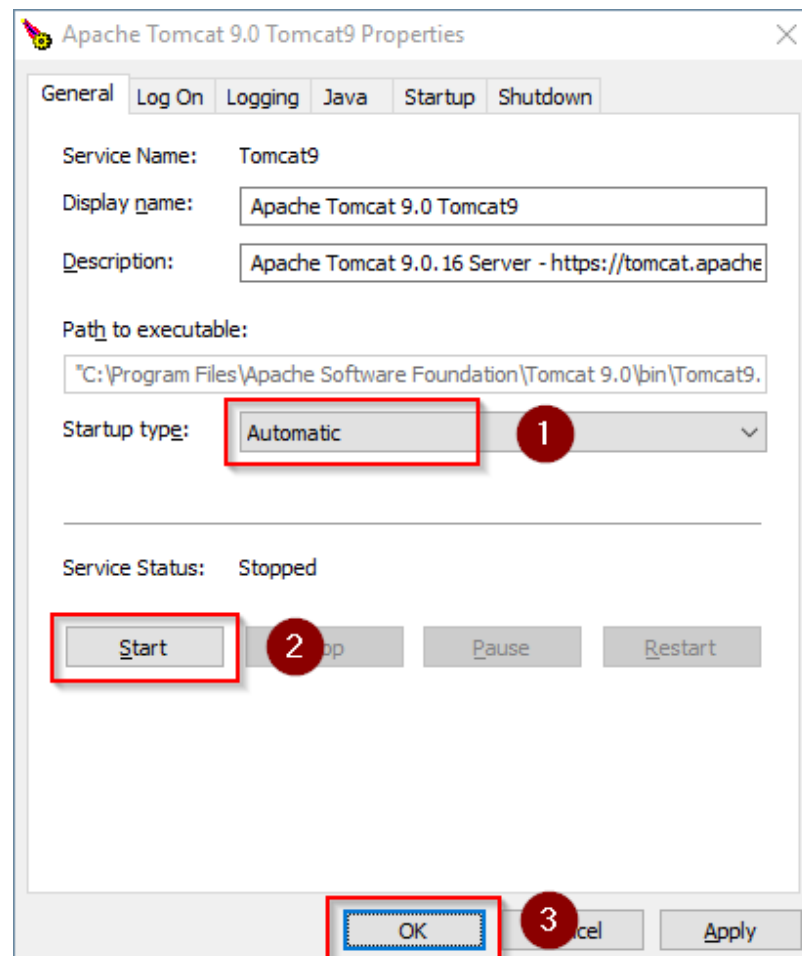 Apache Tomcat 9.0 Tomcat9 Properties
General Log On Logging Java Startup Shutdown
Service Name: Tomcat9
Display name: Apache Tomcat 9.0 Tomcat9
Description: Apache Tomcat 9.0.16 Server - https://tomcat.apache
Path to executable:
"C:\Program Files\Apache Software Foundation\Tomcat 9.0\bin\Tomcat9.
Startup type: Automatic 1
Service Status: Stopped
Start 2 op Pause Restart
OK 3 cel Apply